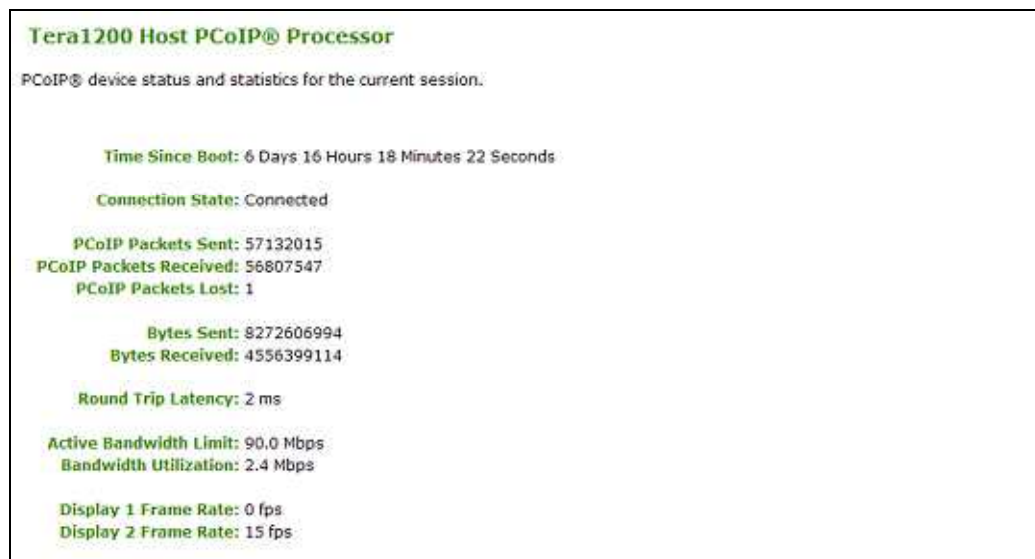 Tera1200 Host PCoIP® Processor
PCoIP® device status and statistics for the current session.
Time Since Boot: 6 Days 16 Hours 18 Minutes 22 Seconds
Connection State: Connected
PCoIP Packets Sent: 57132015
PCoIP Packets Received: 56807547
PCoIP Packets Lost: 1
Bytes Sent: 8272606994
Bytes Received: 4556399114
Round Trip Latency: 2 ms
Active Bandwidth Limit: 90.0 Mbps
Bandwidth Utilization: 2.4 Mbps
Display 1 Frame Rate: 0 fps
Display 2 Frame Rate: 15 fps